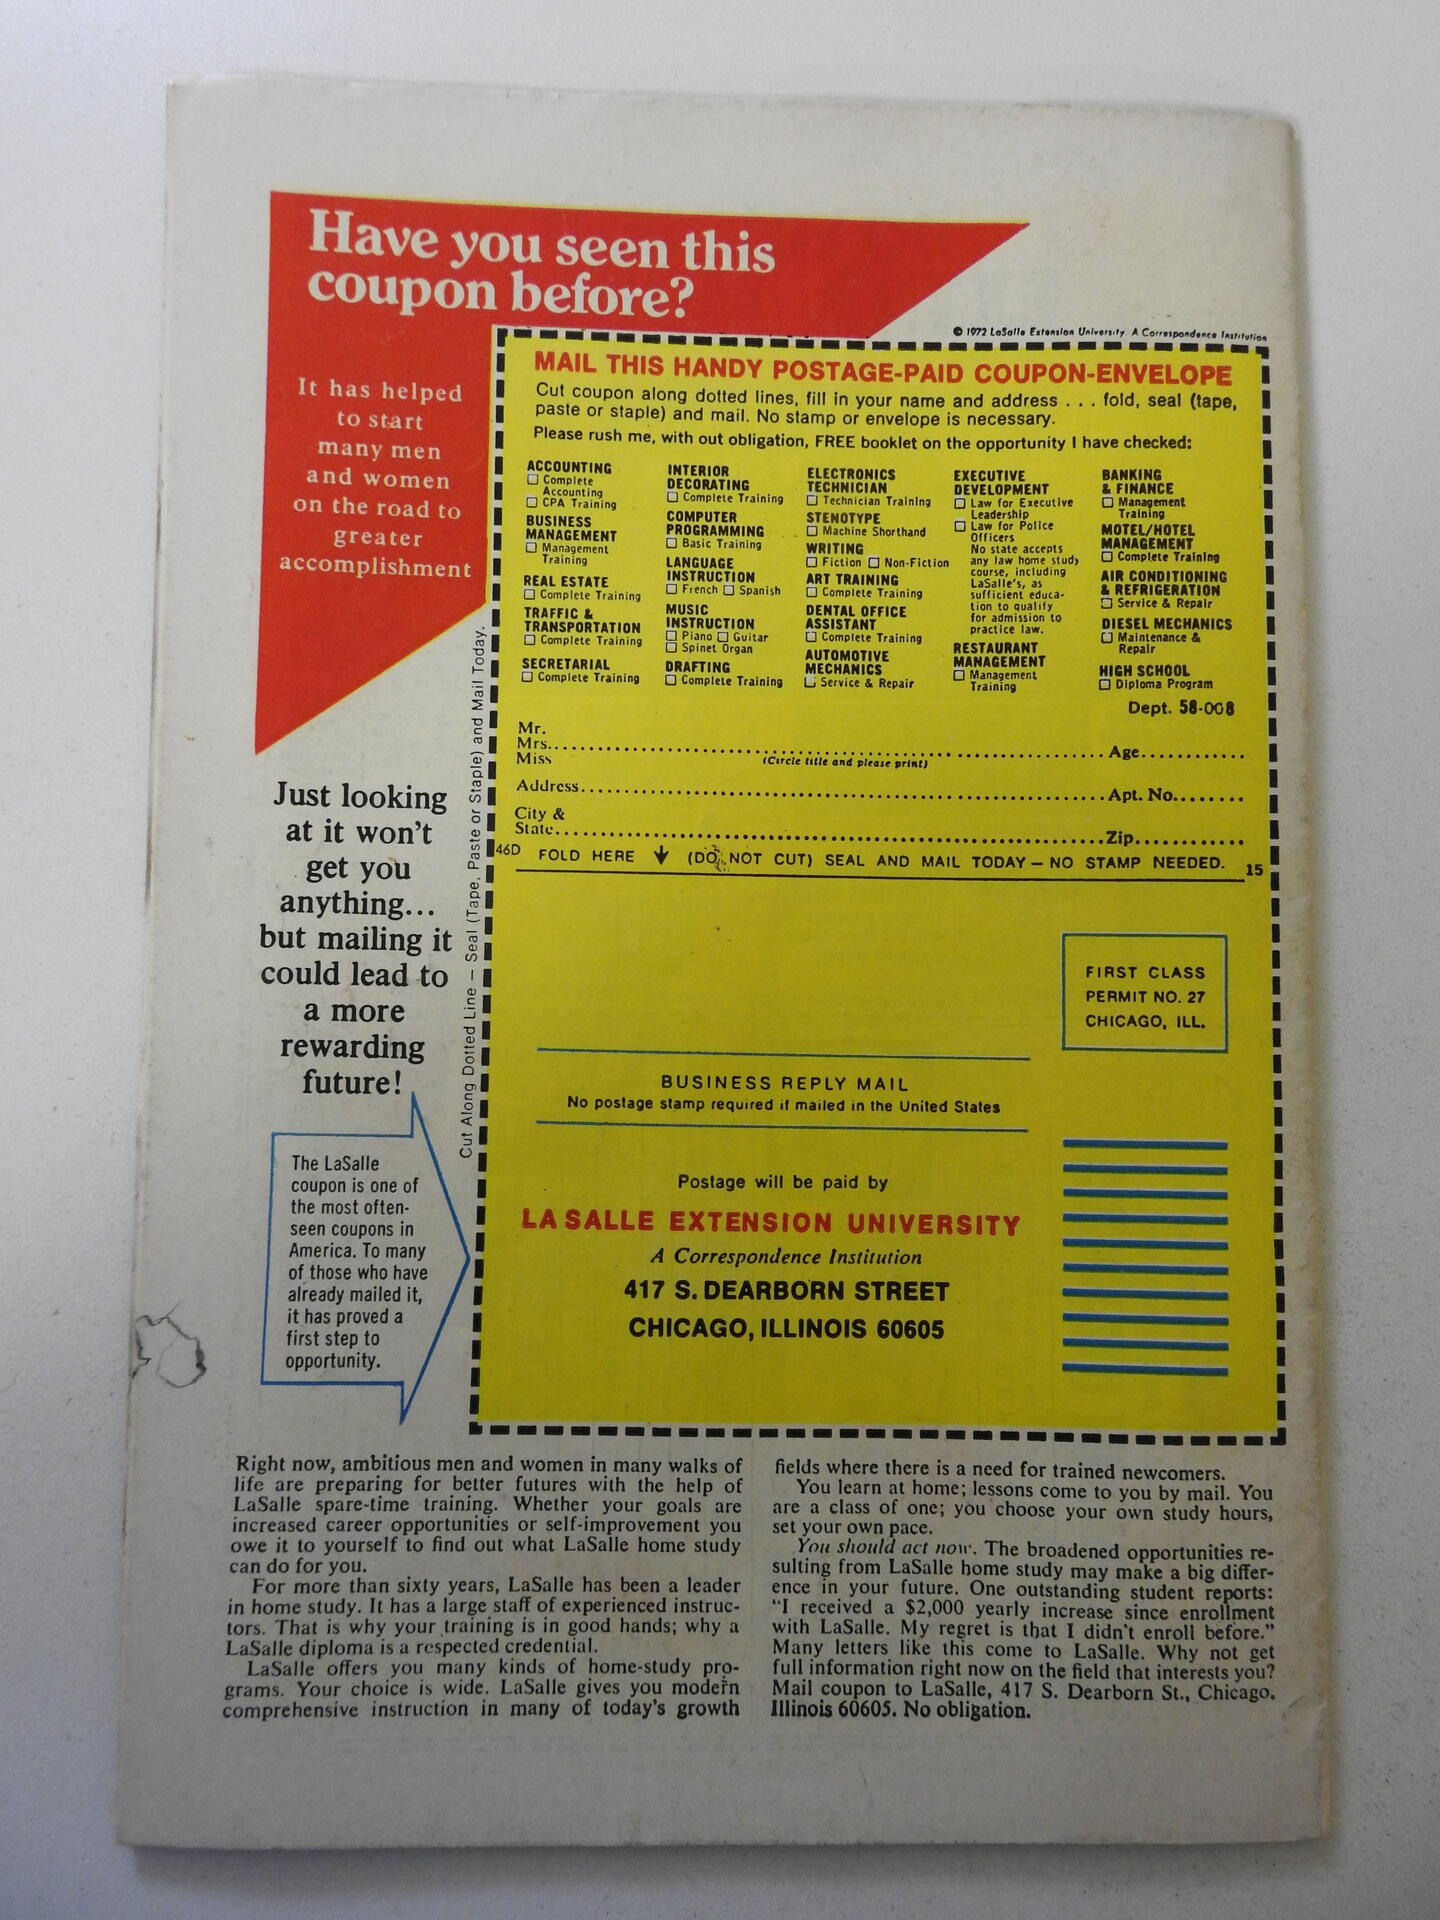 Have you seen this
coupon before?
It has helped
to start
many men
and women
on the road to
greater
accomplishment
Just looking
at it won't
get you
anything...
but mailing it
could lead to
a more
rewarding
future!
The LaSalle
coupon is one of
the most often-
seen coupons in
America. To many
of those who have
already mailed it,
it has proved a
first step to
opportunity.
Cut Along Dotted Line – Seal (Tape, Paste or Staple) and Mail Today.
© 1972 LaSalle Extension University. A Correspondence Institution
MAIL THIS HANDY POSTAGE-PAID COUPON-ENVELOPE
Cut coupon along dotted lines, fill in your name and address . . . fold, seal (tape,
paste or staple) and mail. No stamp or envelope is necessary.
Please rush me, with out obligation, FREE booklet on the opportunity I have checked:
ACCOUNTING
☐ Complete
Accounting
☐ CPA Training
BUSINESS
MANAGEMENT
☐ Management
Training
REAL ESTATE
☐ Complete Training
TRAFFIC &
TRANSPORTATION
☐ Complete Training
SECRETARIAL
☐ Complete Training
INTERIOR
DECORATING
☐ Complete Training
COMPUTER
PROGRAMMING
☐ Basic Training
LANGUAGE
INSTRUCTION
☐ French ☐ Spanish
MUSIC
INSTRUCTION
☐ Piano ☐ Guitar
☐ Spinet Organ
DRAFTING
☐ Complete Training
ELECTRONICS
TECHNICIAN
☐ Technician Training
STENOTYPE
☐ Machine Shorthand
WRITING
☐ Fiction ☐ Non-Fiction
ART TRAINING
☐ Complete Training
DENTAL OFFICE
ASSISTANT
☐ Complete Training
AUTOMOTIVE
MECHANICS
☐ Service & Repair
EXECUTIVE
DEVELOPMENT
☐ Law for Executive
Leadership
☐ Law for Police
Officers
No state accepts
any law home study
course, including
LaSalle's, as
sufficient educa-
tion to qualify
for admission to
practice law.
RESTAURANT
MANAGEMENT
☐ Management
Training
BANKING
& FINANCE
☐ Management
Training
MOTEL/HOTEL
MANAGEMENT
☐ Complete Training
AIR CONDITIONING
& REFRIGERATION
☐ Service & Repair
DIESEL MECHANICS
☐ Maintenance &
Repair
HIGH SCHOOL
☐ Diploma Program
Dept. 58-008
Mr.
Mrs. Age
Miss (Circle title and please print)
Address Apt. No.
City &
State Zip
46D FOLD HERE ↓ (DO NOT CUT) SEAL AND MAIL TODAY – NO STAMP NEEDED. 15
FIRST CLASS
PERMIT NO. 27
CHICAGO, ILL.
BUSINESS REPLY MAIL
No postage stamp required if mailed in the United States
Postage will be paid by
LA SALLE EXTENSION UNIVERSITY
A Correspondence Institution
417 S. DEARBORN STREET
CHICAGO, ILLINOIS 60605
Right now, ambitious men and women in many walks of
life are preparing for better futures with the help of
LaSalle spare-time training. Whether your goals are
increased career opportunities or self-improvement you
owe it to yourself to find out what LaSalle home study
can do for you.
For more than sixty years, LaSalle has been a leader
in home study. It has a large staff of experienced instruc-
tors. That is why your training is in good hands; why a
LaSalle diploma is a respected credential.
LaSalle offers you many kinds of home-study pro-
grams. Your choice is wide. LaSalle gives you modern
comprehensive instruction in many of today's growth
fields where there is a need for trained newcomers.
You learn at home; lessons come to you by mail. You
are a class of one; you choose your own study hours,
set your own pace.
You should act now. The broadened opportunities re-
sulting from LaSalle home study may make a big differ-
ence in your future. One outstanding student reports:
"I received a $2,000 yearly increase since enrollment
with LaSalle. My regret is that I didn't enroll before."
Many letters like this come to LaSalle. Why not get
full information right now on the field that interests you?
Mail coupon to LaSalle, 417 S. Dearborn St., Chicago,
Illinois 60605. No obligation.